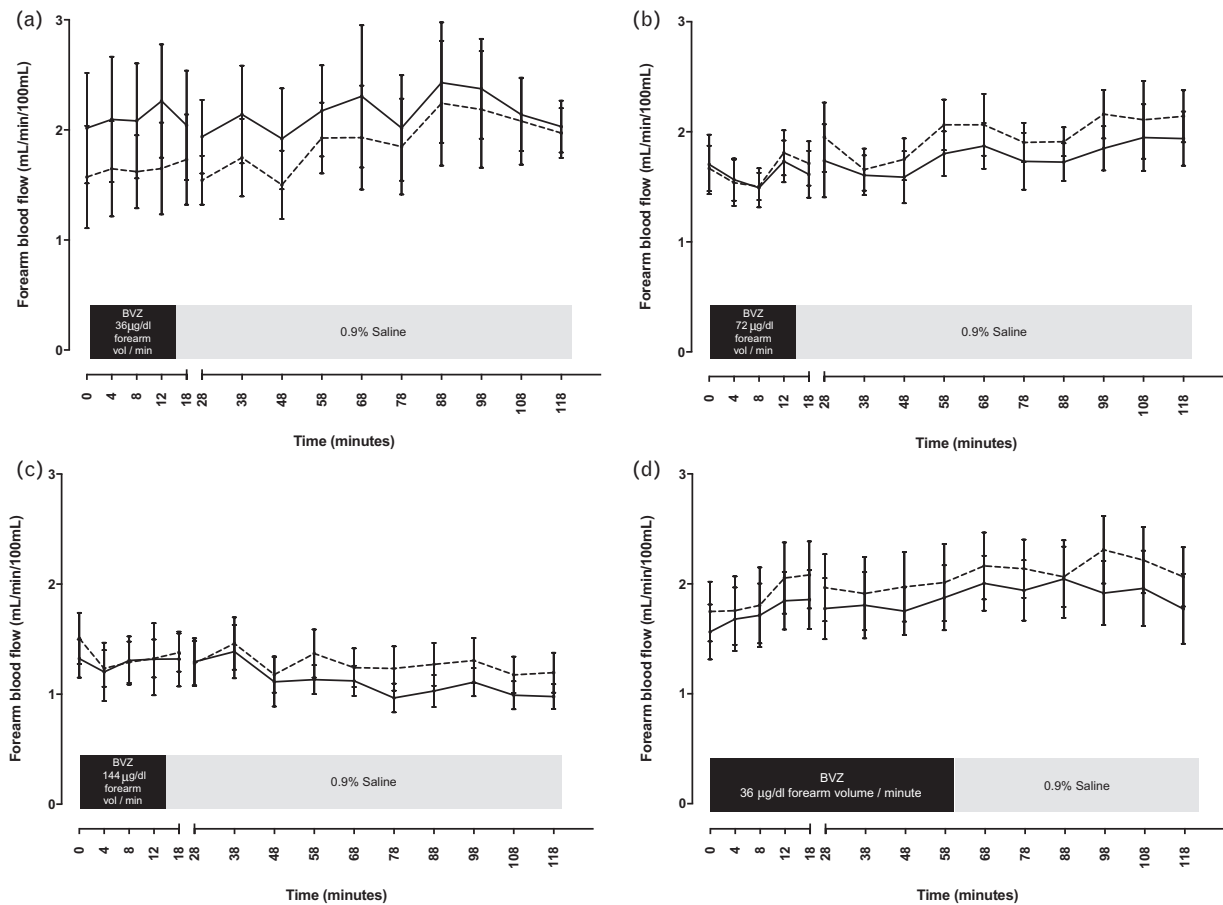 (a)
Forearm blood flow (mL/min/100mL)
3
2
1
0
BVZ
36µg/dl
forearm
vol / min
0.9% Saline
0 4 8 12 18 28 38 48 58 68 78 88 98 108 118
Time (minutes)
(b)
Forearm blood flow (mL/min/100mL)
3
2
1
0
BVZ
72 µg/dl
forearm
vol / min
0.9% Saline
0 4 8 12 18 28 38 48 58 68 78 88 98 108 118
Time (minutes)
(c)
Forearm blood flow (mL/min/100mL)
3
2
1
0
BVZ
144 µg/dl
forearm
vol / min
0.9% Saline
0 4 8 12 18 28 38 48 58 68 78 88 98 108 118
Time (minutes)
(d)
Forearm blood flow (mL/min/100mL)
3
2
1
0
BVZ
36 µg/dl forearm volume / minute
0.9% Saline
0 4 8 12 18 28 38 48 58 68 78 88 98 108 118
Time (minutes)